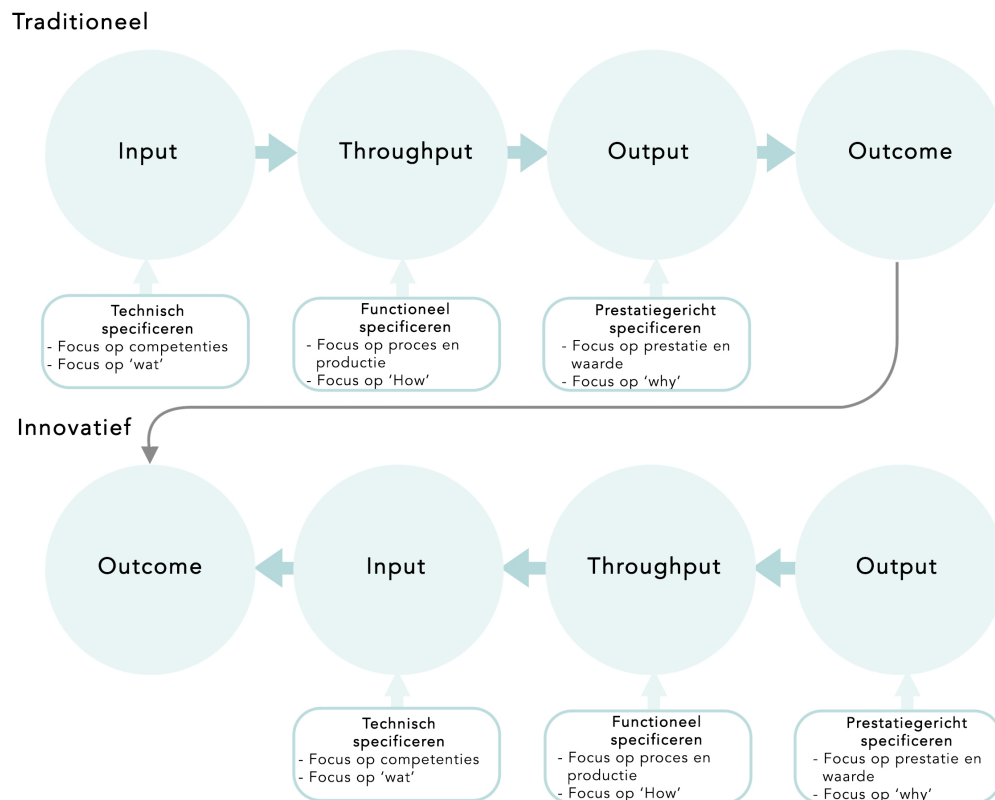 Traditioneel
Input
Throughput
Output
Outcome
Technisch
specificeren
- Focus op competenties
- Focus op ‘wat’
Functioneel
specificeren
- Focus op proces en
productie
- Focus op ‘How’
Prestatiegericht
specificeren
- Focus op prestatie en
waarde
- Focus op ‘why’
Innovatief
Outcome
Input
Throughput
Output
Technisch
specificeren
- Focus op competenties
- Focus op ‘wat’
Functioneel
specificeren
- Focus op proces en
productie
- Focus op ‘How’
Prestatiegericht
specificeren
- Focus op prestatie en
waarde
- Focus op ‘why’